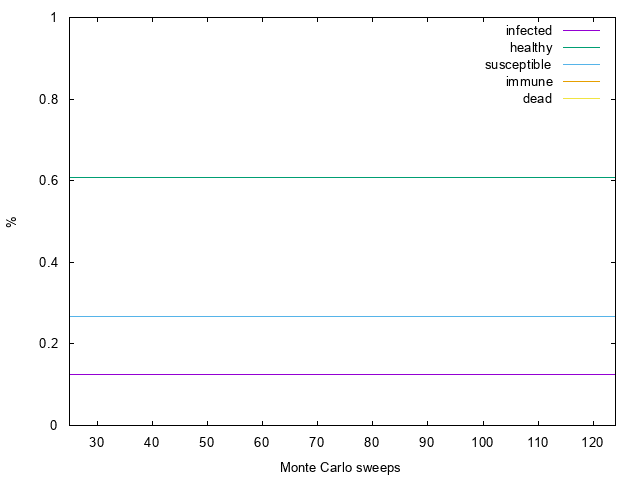 1
0.8
0.6
0.4
0.2
0
%
infected
healthy
susceptible
immune
dead
30 40 50 60 70 80 90 100 110 120
Monte Carlo sweeps